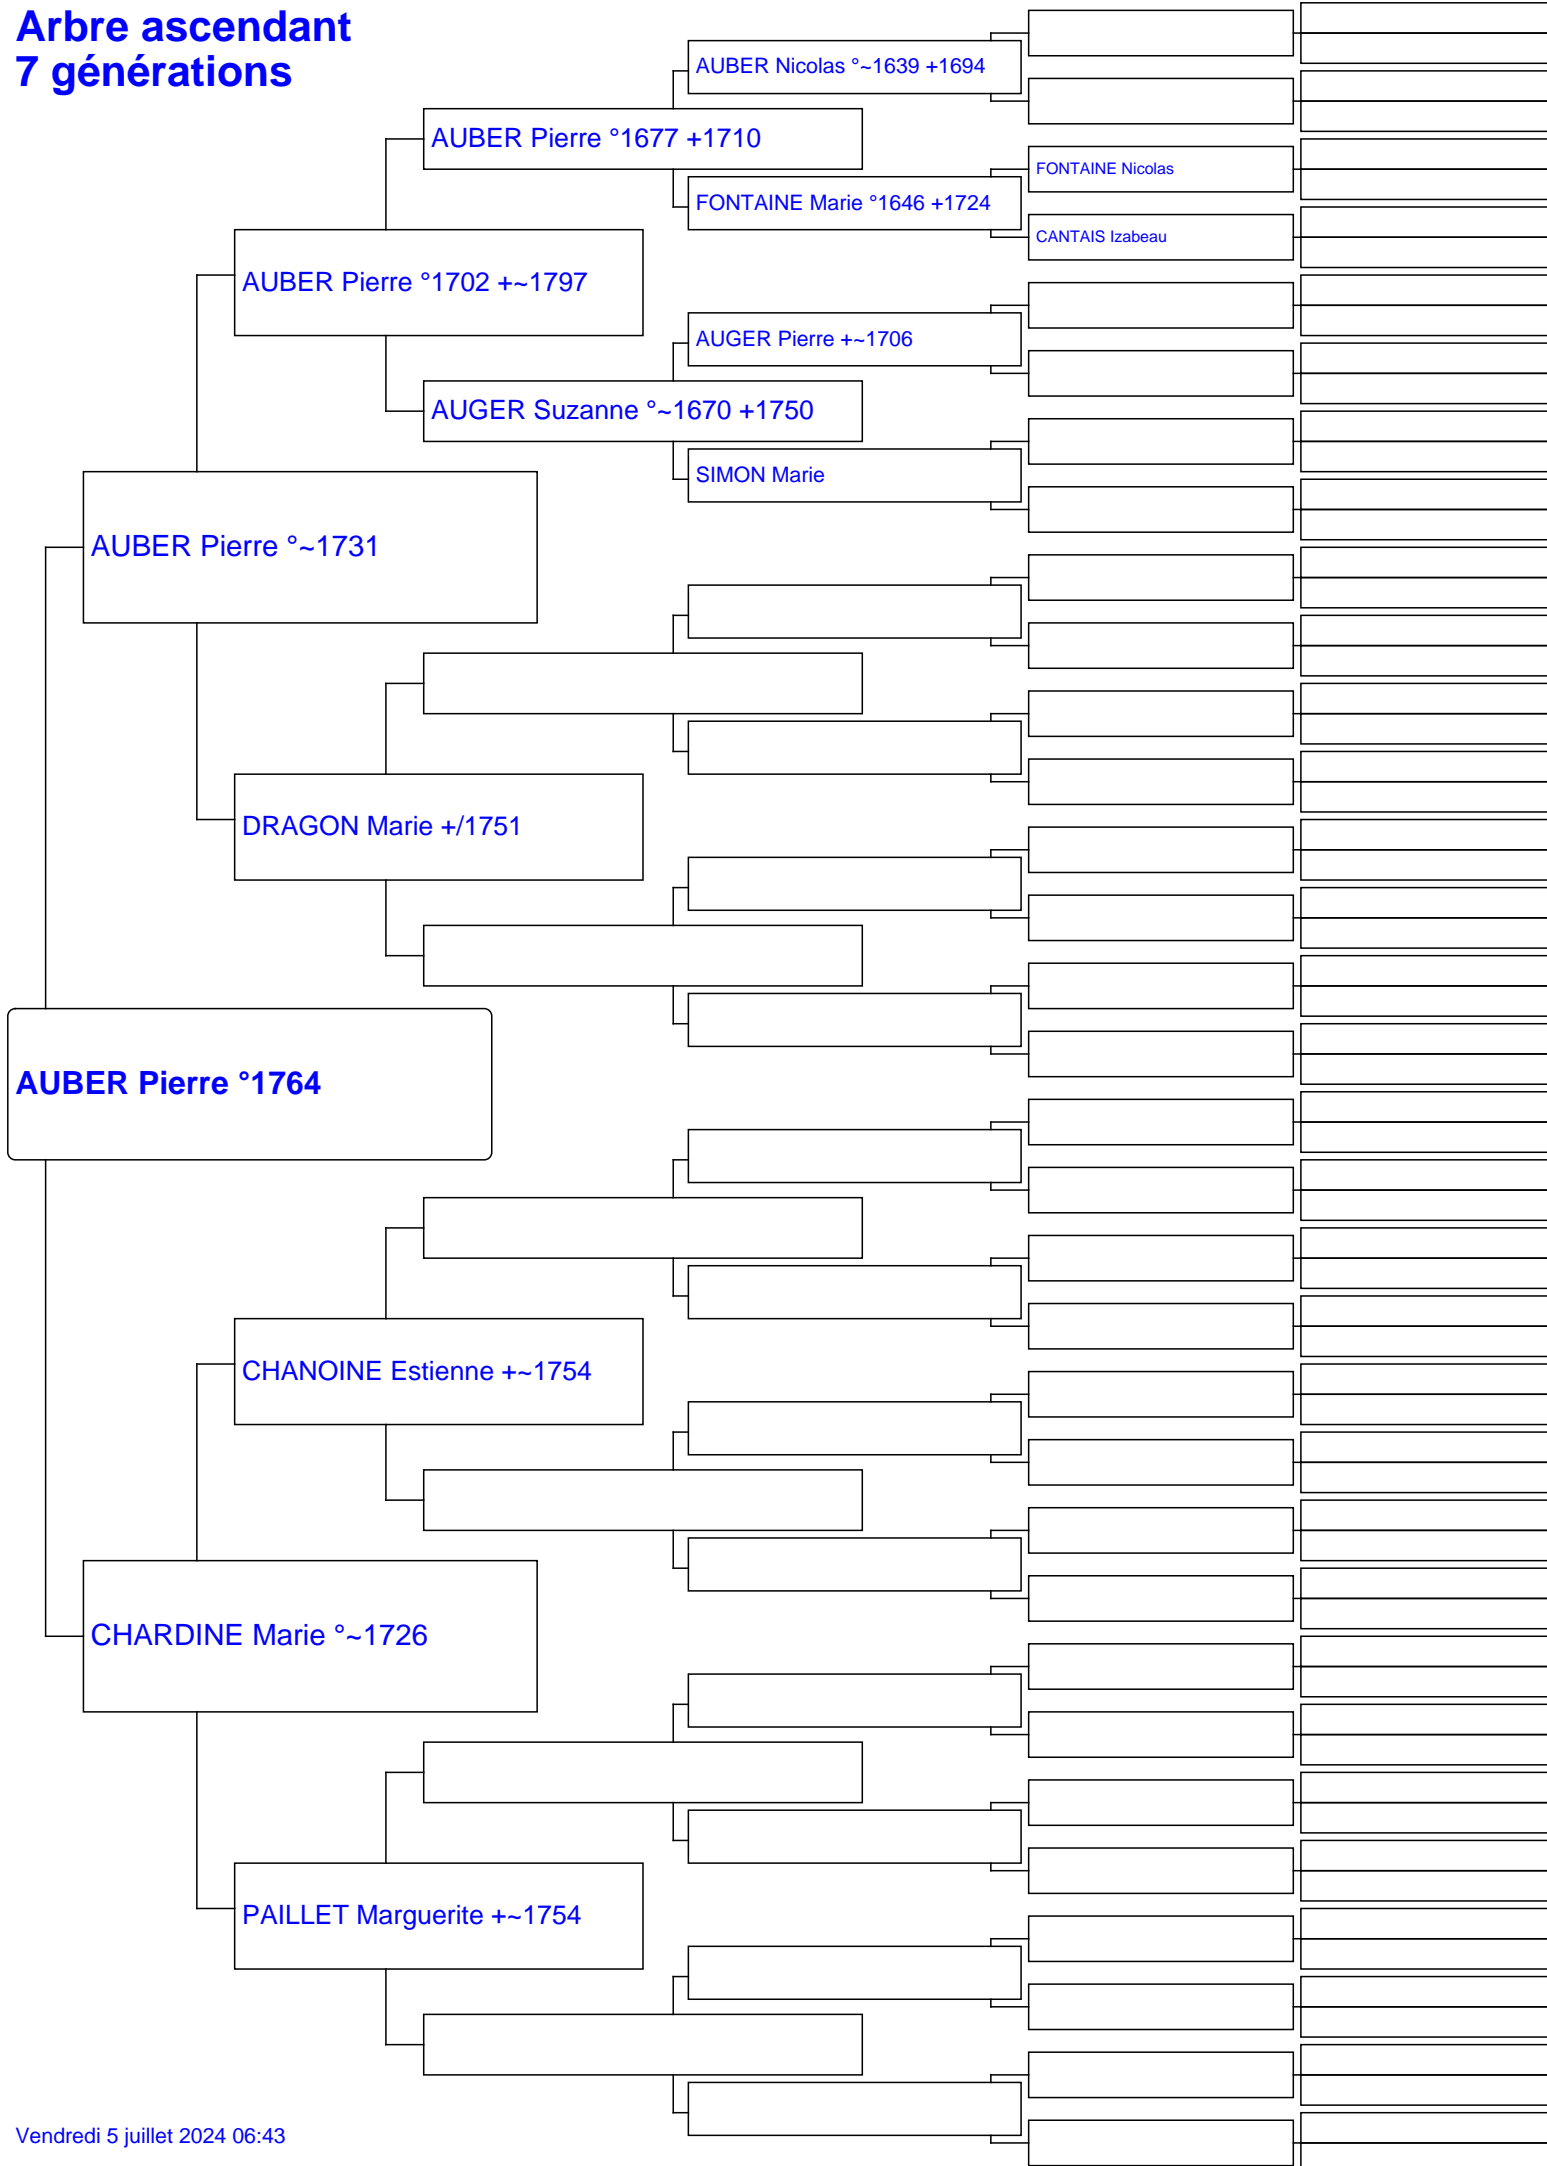 Arbre ascendant
7 générations
AUBER Nicolas °~1639 +1694
AUBER Pierre °1677 +1710
FONTAINE Nicolas
FONTAINE Marie °1646 +1724
CANTAIS Izabeau
AUBER Pierre °1702 +~1797
AUGER Pierre +~1706
AUGER Suzanne °~1670 +1750
SIMON Marie
AUBER Pierre °~1731
DRAGON Marie +/1751
AUBER Pierre °1764
CHANOINE Estienne +~1754
CHARDINE Marie °~1726
PAILLET Marguerite +~1754
Vendredi 5 juillet 2024 06:43